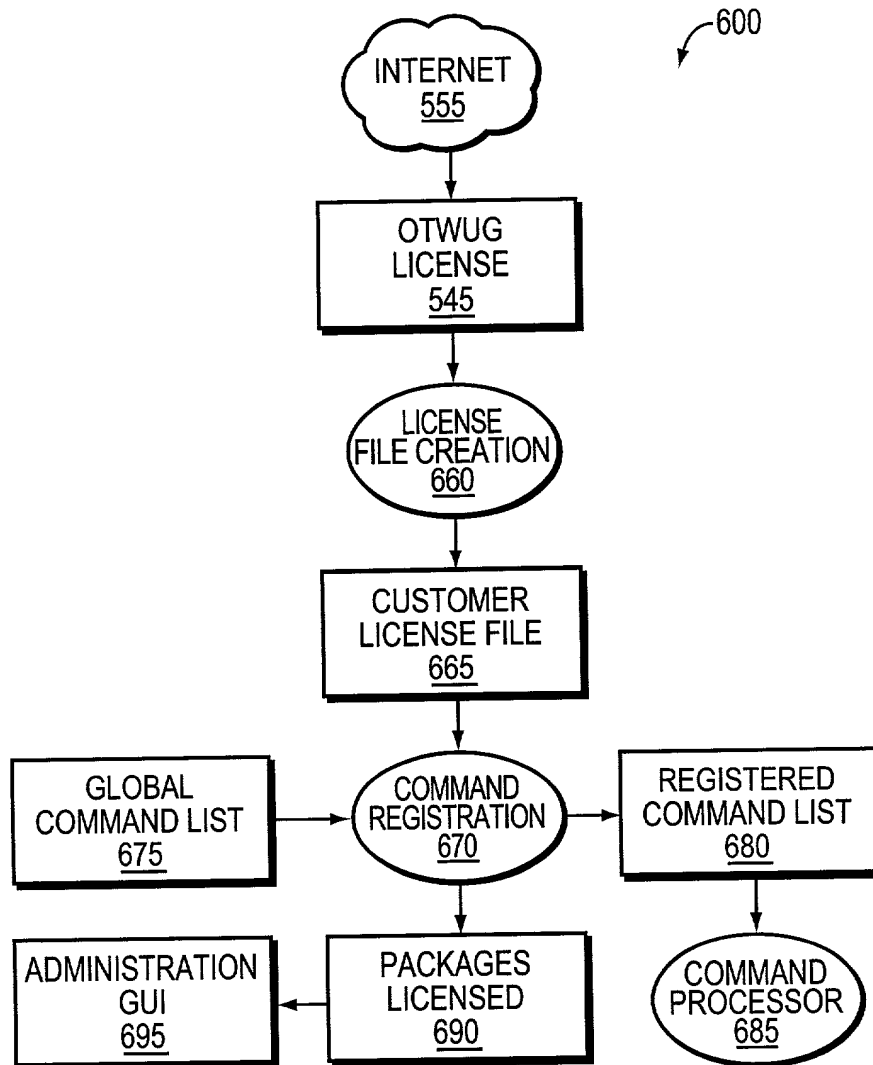 600
INTERNET
555
OTWUG
LICENSE
545
LICENSE
FILE CREATION
660
CUSTOMER
LICENSE FILE
665
GLOBAL
COMMAND LIST
675
COMMAND
REGISTRATION
670
REGISTERED
COMMAND LIST
680
ADMINISTRATION
GUI
695
PACKAGES
LICENSED
690
COMMAND
PROCESSOR
685